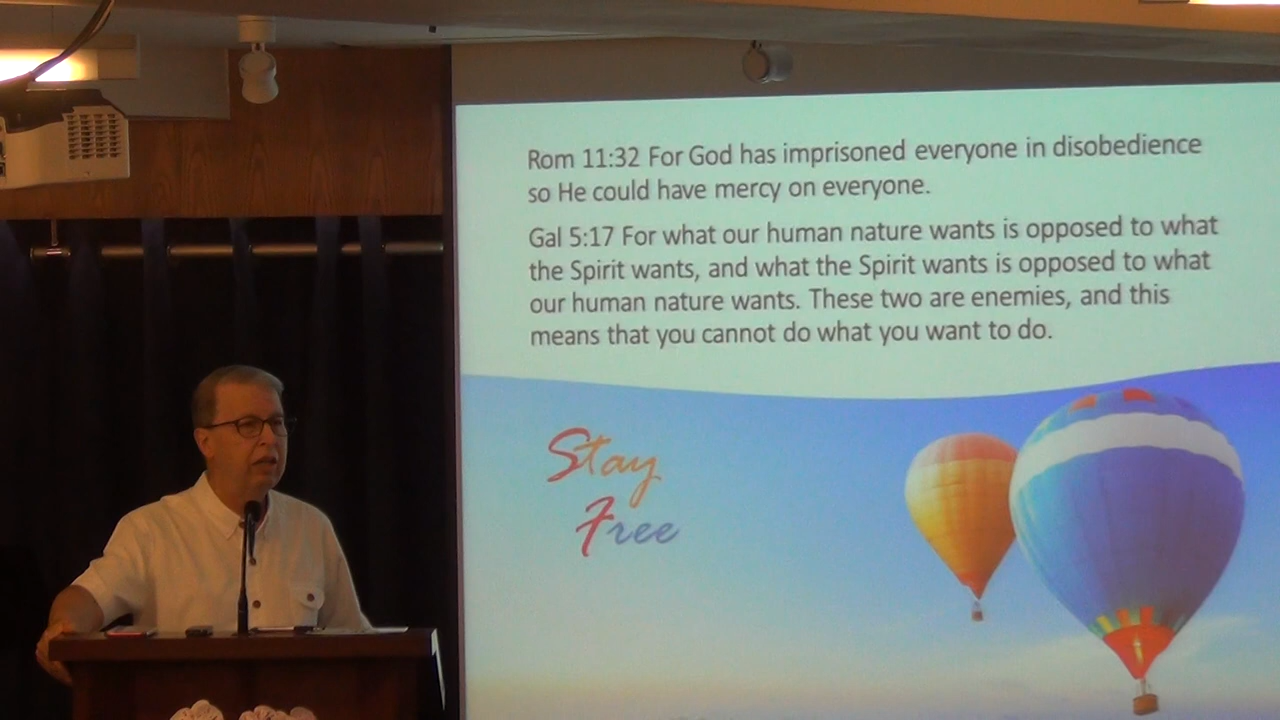 Rom 11:32 For God has imprisoned everyone in disobedience
so He could have mercy on everyone.
Gal 5:17 For what our human nature wants is opposed to what
the Spirit wants, and what the Spirit wants is opposed to what
our human nature wants. These two are enemies, and this
means that you cannot do what you want to do.
Stay
Free